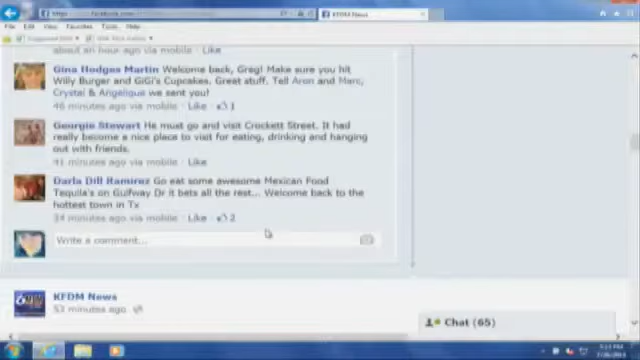 KFDM News
File Edit View Favorites Tools Help
about an hour ago via mobile · Like
Gina Hodges Martin Welcome back, Greg! Make sure you hit
Willy Burger and GiGi's Cupcakes. Great stuff. Tell Aron and Marc,
Crystal & Angelique we sent you!
46 minutes ago via mobile · Like · 1
Georgie Stewart He must go and visit Crockett Street. It had
really become a nice place to visit for eating, drinking and hanging
out with friends.
41 minutes ago via mobile · Like
Darla Dill Ramirez Go eat some awesome Mexican Food
Tequila's on Gulfway Dr it bets all the rest... Welcome back to the
hottest town in Tx
34 minutes ago via mobile · Like · 2
Write a comment...
KFDM News
53 minutes ago
Chat (65)